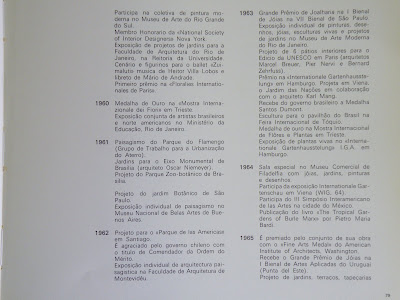 Participa na coletiva de pintura moderna no Museu de Arte do Rio Grande do Sul.
Membro Honorario da «National Society of Interior Designers» Nova York.
Exposição de projetos de jardins para a Faculdade de Arquitetura do Rio de Janeiro, na Reitoria da Universidade.
Cenário e figurinos para o ballet «Zuimaaluti» musica de Heitor Villa Lobos e libreto de Mário de Andrade.
Primeiro prêmio na «Floralies Internationales de Paris».
1960 Medalha de Ouro na «Mostra Internazionale dei Fiori» em Trieste.
Exposição conjunta de artistas brasileiros e norte americanos no Ministério da Educação, Rio de Janeiro.
1961 Paisagismo do Parque do Flamengo (Grupo de Trabalho para a Urbanização do Aterro).
Jardins para o Eixo Monumental de Brasília (arquiteto Oscar Niemeyer).
Projeto do Parque Zoo-botânico de Brasília.
Projeto do jardim Botânico de São Paulo.
Exposição individual de paisagismo no Museu Nacional de Belas Artes de Buenos Aires.
1962 Projeto para o «Parque de las Americas» em Santiago.
É agraciado pelo governo chileno com o título de Comendador do Ordem do Mérito.
Exposição individual de arquitetura paisagística na Faculdade de Arquitetura de Montevidéu.
1963 Grande Prêmio de Joalharia na I Bienal de Jóias na VII Bienal de São Paulo.
Exposição individual de pinturas, desenhos, jóias, esculturas vivas e projetos de jardins no Museu de Arte Moderna do Rio de Janeiro.
Projeto de 6 pátios interiores para o Edício da UNESCO em Paris (arquitetos Marcel Breuer, Pier Nervi e Bernard Zehrfuss).
Prêmio na «Internationale Gartenhausstellung» em Hamburgo. Projeta em Viena, o Jardim das Nações em colaboração com o arquiteto Karl Mang.
Recebe do governo brasileiro a Medalha Santos Dumont.
Escultura para o pavilhão do Brasil na Feira Internacional de Tóquio.
Medalha de ouro na Mostra Internacional de Flôres e Plantas em Trieste.
Exposição de plantas vivas na «Internationale Gartenhaustellung» I.G.A. em Hamburgo.
1964 Sala especial no Museu Comercial de Filadélfia com jóias, jardins, pinturas e desenhos.
Participa da exposição Internationale Gartenschau em Viena (WIG. 64).
Participa do III Simpósio Interamericano de las Artes na cidade do México.
Publicação do livro «The Tropical Gardens of Burle Marx» por Pietro Maria Bardi.
1965 É premiado pelo conjunto de sua obra com o «Fine Arts Medal» do American Institute of Architects, Washington.
Recebe o Grande Prêmio de Jóias na I Bienal de Artes Aplicadas do Uruguai (Punta del Este).
Projeto de jardins, terraços, tapeçarias